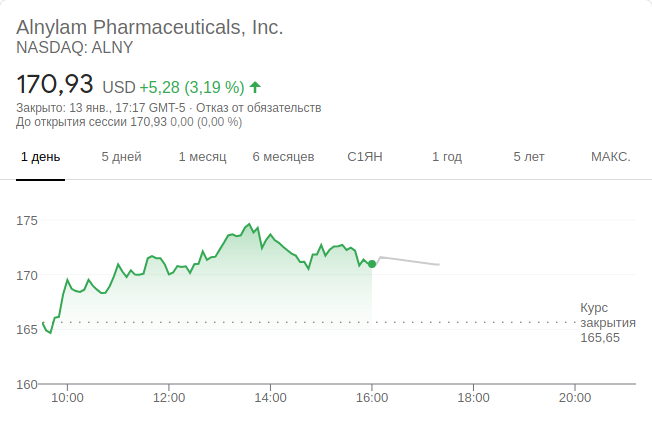 Alnylam Pharmaceuticals, Inc.
NASDAQ: ALNY
170,93 USD +5,28 (3,19 %)
Закрыто: 13 янв., 17:17 GMT-5 · Отказ от обязательств
До открытия сессии 170,93 0,00 (0,00 %)
1 день 5 дней 1 месяц 6 месяцев С1ЯН 1 год 5 лет МАКС.
175
170
Курс
165 закрытия
165,65
160
10:00 12:00 14:00 16:00 18:00 20:00